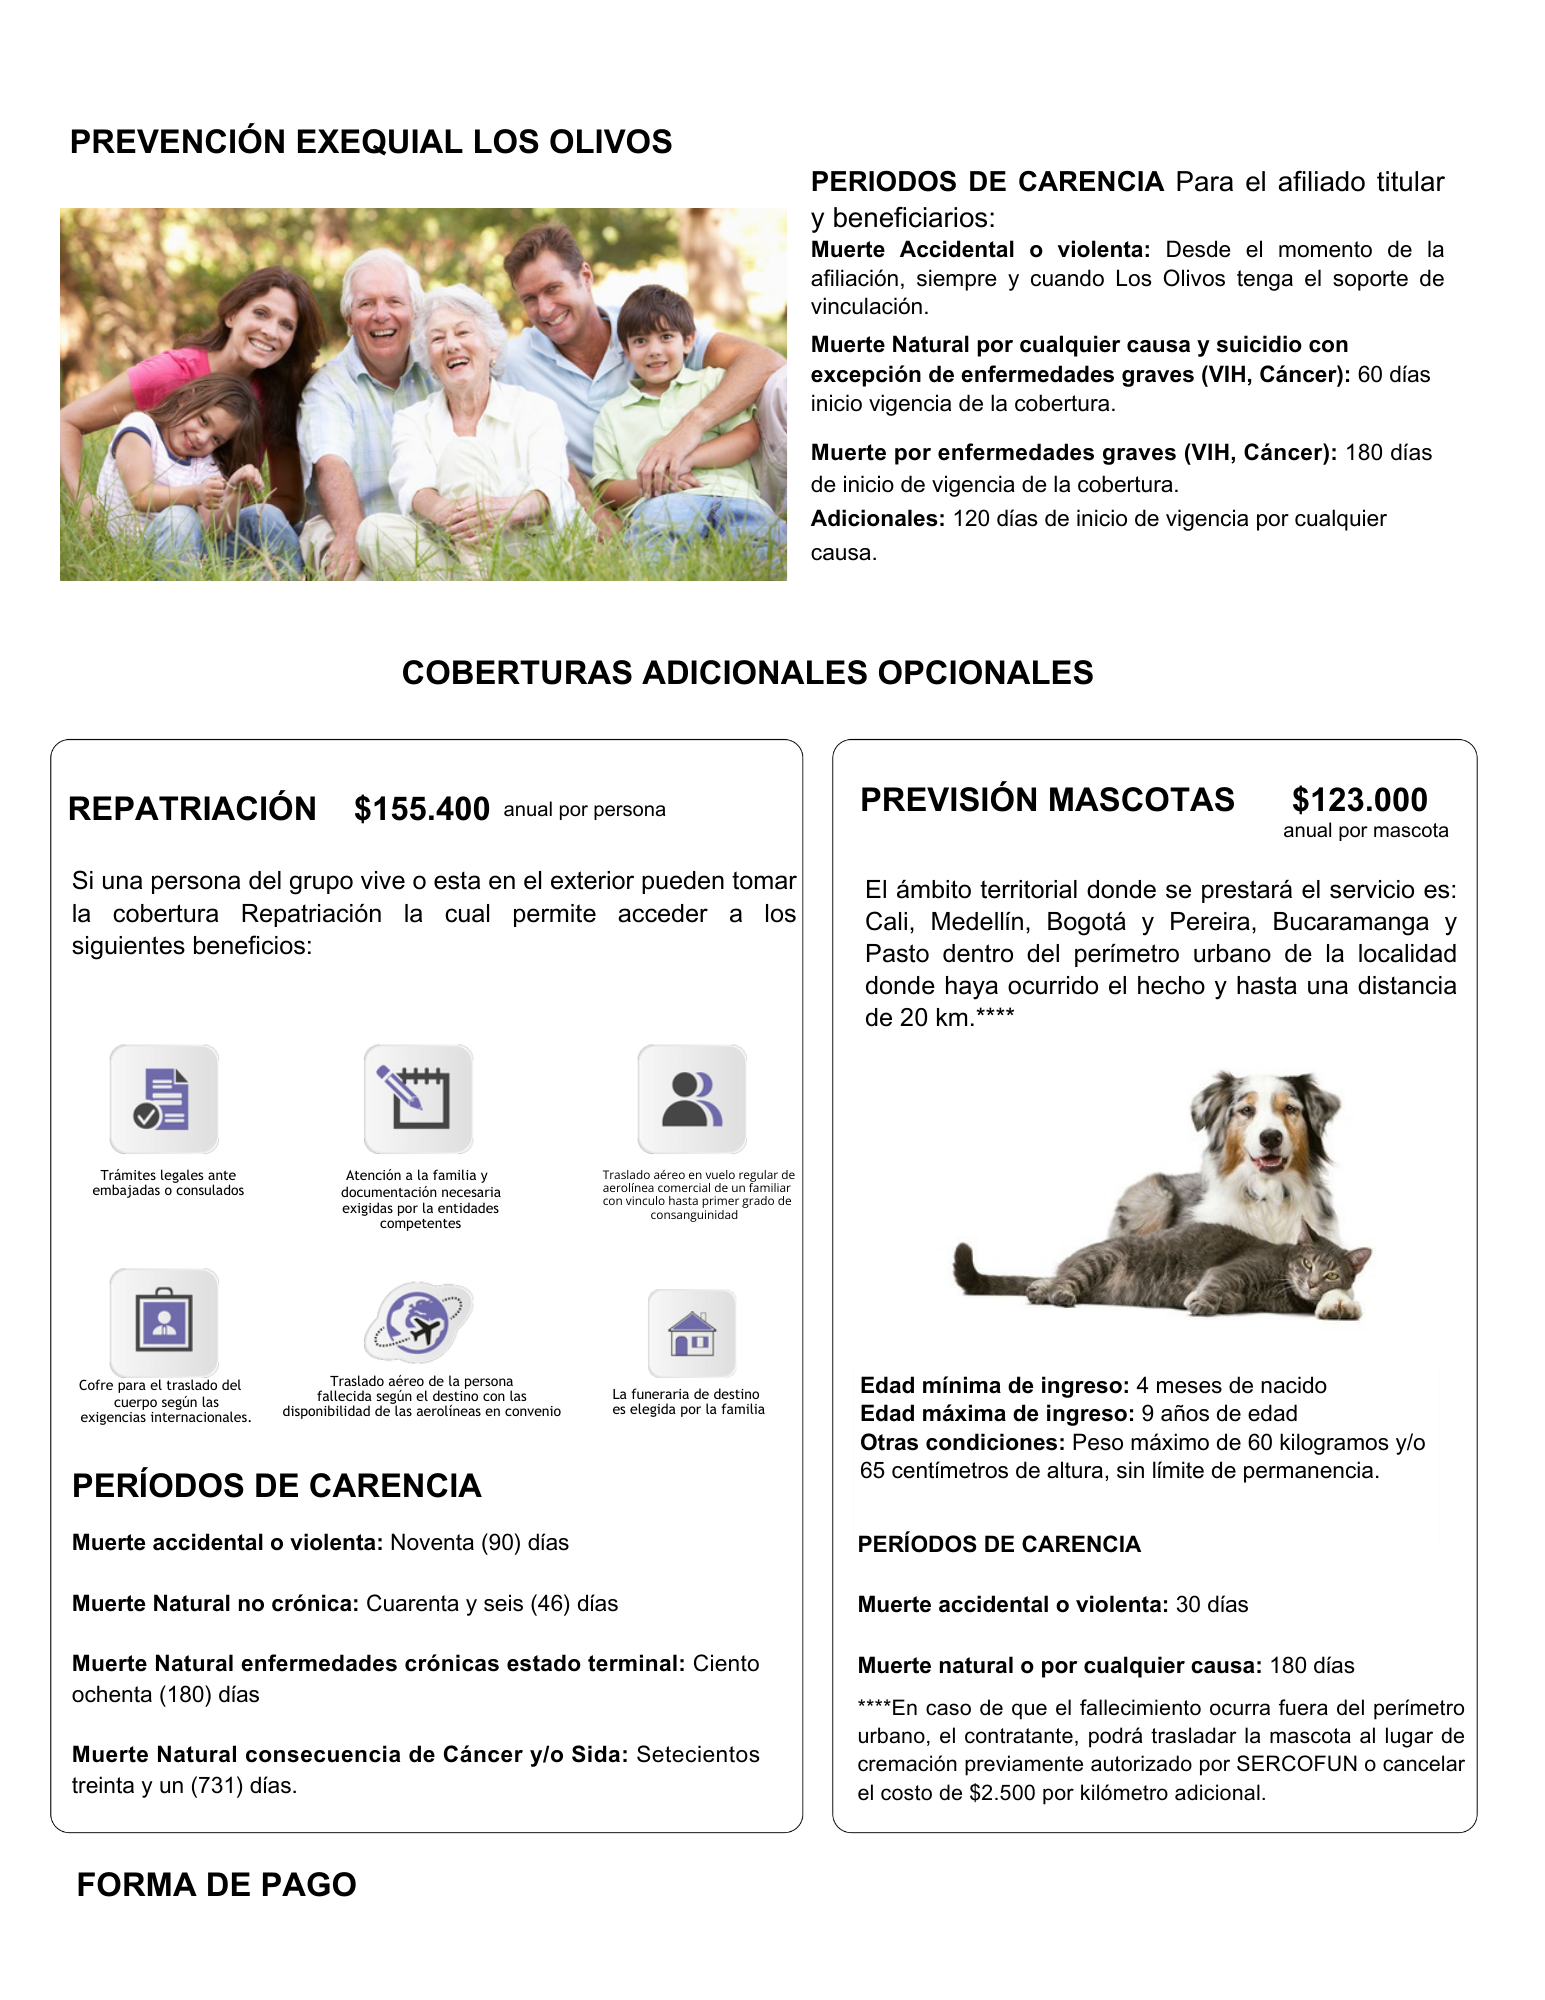 PREVENCIÓN EXEQUIAL LOS OLIVOS
PERIODOS DE CARENCIA Para el afiliado titular
y beneficiarios:
Muerte Accidental o violenta: Desde el momento de la
afiliación, siempre y cuando Los Olivos tenga el soporte de
vinculación.
Muerte Natural por cualquier causa y suicidio con
excepción de enfermedades graves (VIH, Cáncer): 60 días
inicio vigencia de la cobertura.
Muerte por enfermedades graves (VIH, Cáncer): 180 días
de inicio de vigencia de la cobertura.
Adicionales: 120 días de inicio de vigencia por cualquier
causa.
COBERTURAS ADICIONALES OPCIONALES
REPATRIACIÓN $155.400 anual por persona
Si una persona del grupo vive o esta en el exterior pueden tomar
la cobertura Repatriación la cual permite acceder a los
siguientes beneficios:
Trámites legales ante
embajadas o consulados
Atención a la familia y
documentación necesaria
exigidas por la entidades
competentes
Traslado aéreo en vuelo regular de
aerolínea comercial de un familiar
con vinculo hasta primer grado de
consanguinidad
Cofre para el traslado del
cuerpo según las
exigencias internacionales.
Traslado aéreo de la persona
fallecida según el destino con las
disponibilidad de las aerolíneas en convenio
La funeraria de destino
es elegida por la familia
PERÍODOS DE CARENCIA
Muerte accidental o violenta: Noventa (90) días
Muerte Natural no crónica: Cuarenta y seis (46) días
Muerte Natural enfermedades crónicas estado terminal: Ciento
ochenta (180) días
Muerte Natural consecuencia de Cáncer y/o Sida: Setecientos
treinta y un (731) días.
PREVISIÓN MASCOTAS $123.000
anual por mascota
El ámbito territorial donde se prestará el servicio es:
Cali, Medellín, Bogotá y Pereira, Bucaramanga y
Pasto dentro del perímetro urbano de la localidad
donde haya ocurrido el hecho y hasta una distancia
de 20 km.****
Edad mínima de ingreso: 4 meses de nacido
Edad máxima de ingreso: 9 años de edad
Otras condiciones: Peso máximo de 60 kilogramos y/o
65 centímetros de altura, sin límite de permanencia.
PERÍODOS DE CARENCIA
Muerte accidental o violenta: 30 días
Muerte natural o por cualquier causa: 180 días
****En caso de que el fallecimiento ocurra fuera del perímetro
urbano, el contratante, podrá trasladar la mascota al lugar de
cremación previamente autorizado por SERCOFUN o cancelar
el costo de $2.500 por kilómetro adicional.
FORMA DE PAGO